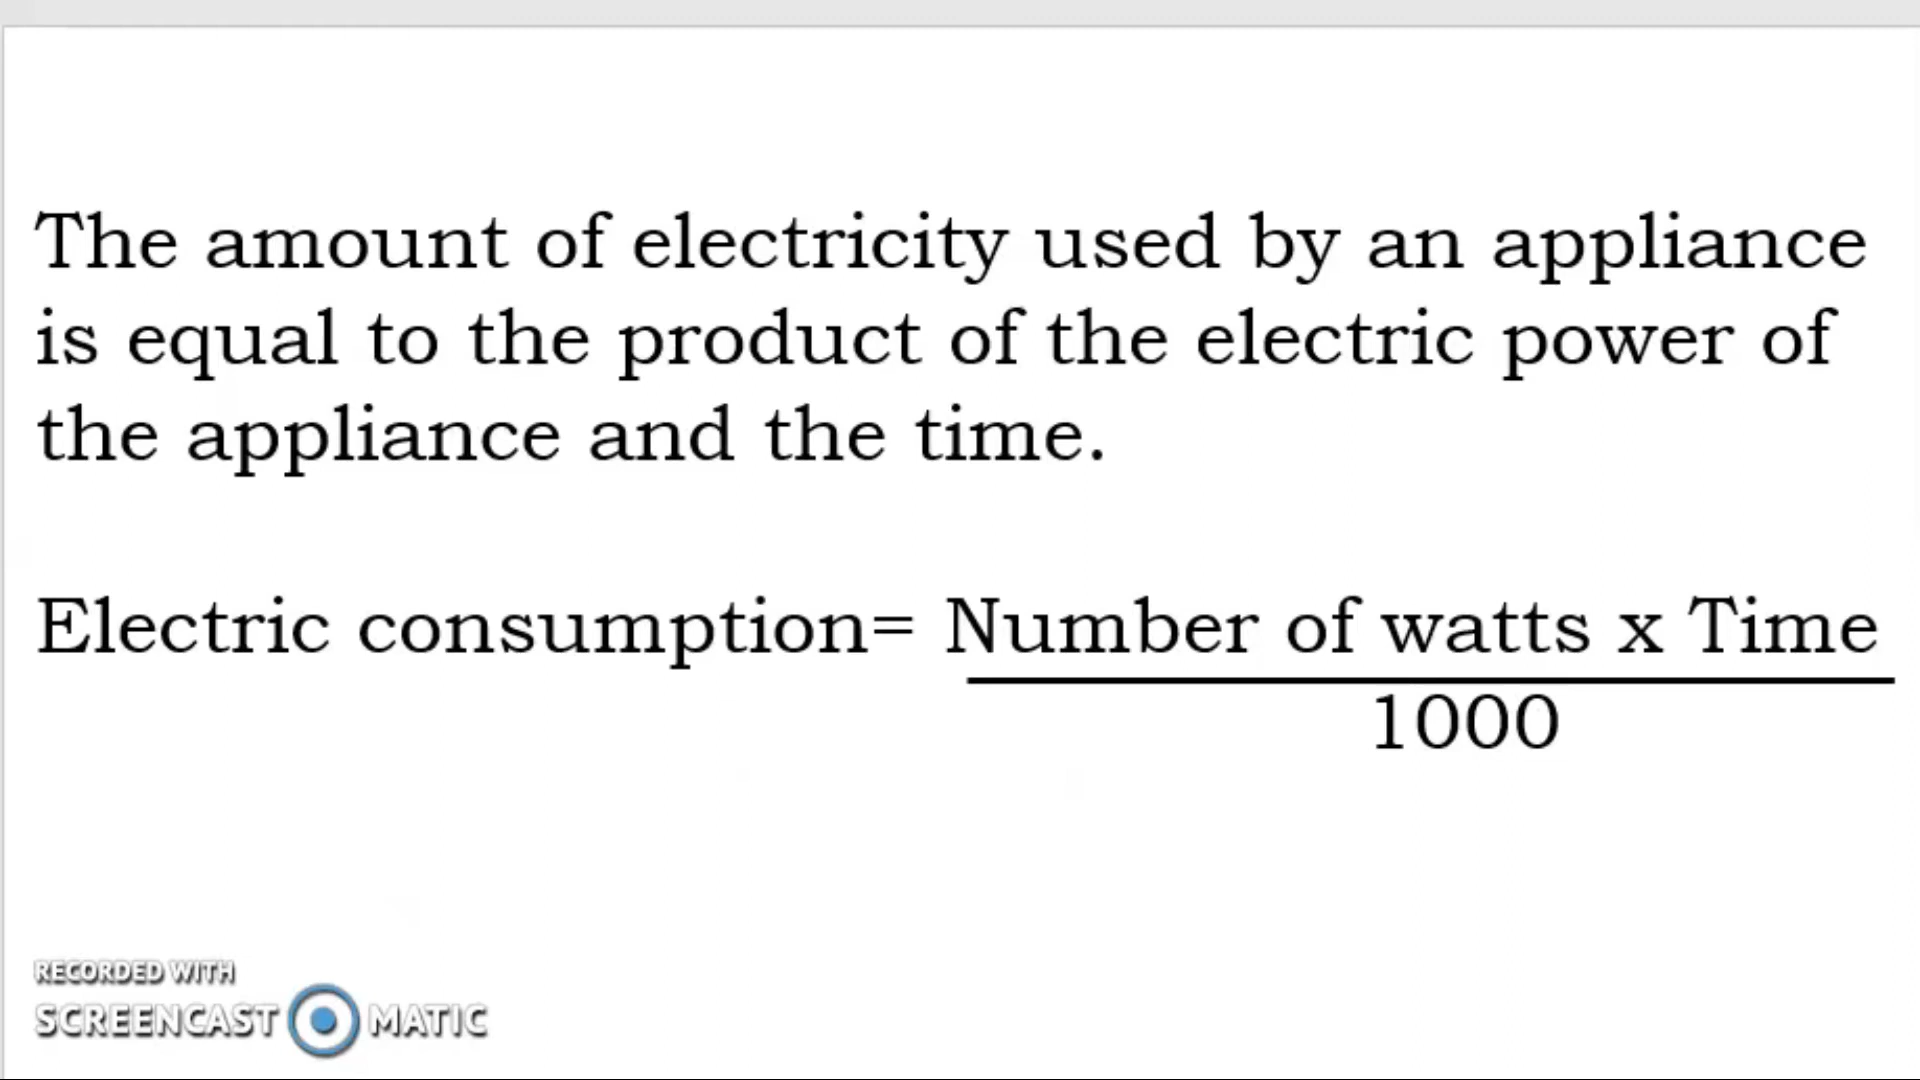 The amount of electricity used by an appliance
is equal to the product of the electric power of
the appliance and the time.
Electric consumption= Number of watts x Time
1000
RECORDED WITH
SCREENCAST MATIC